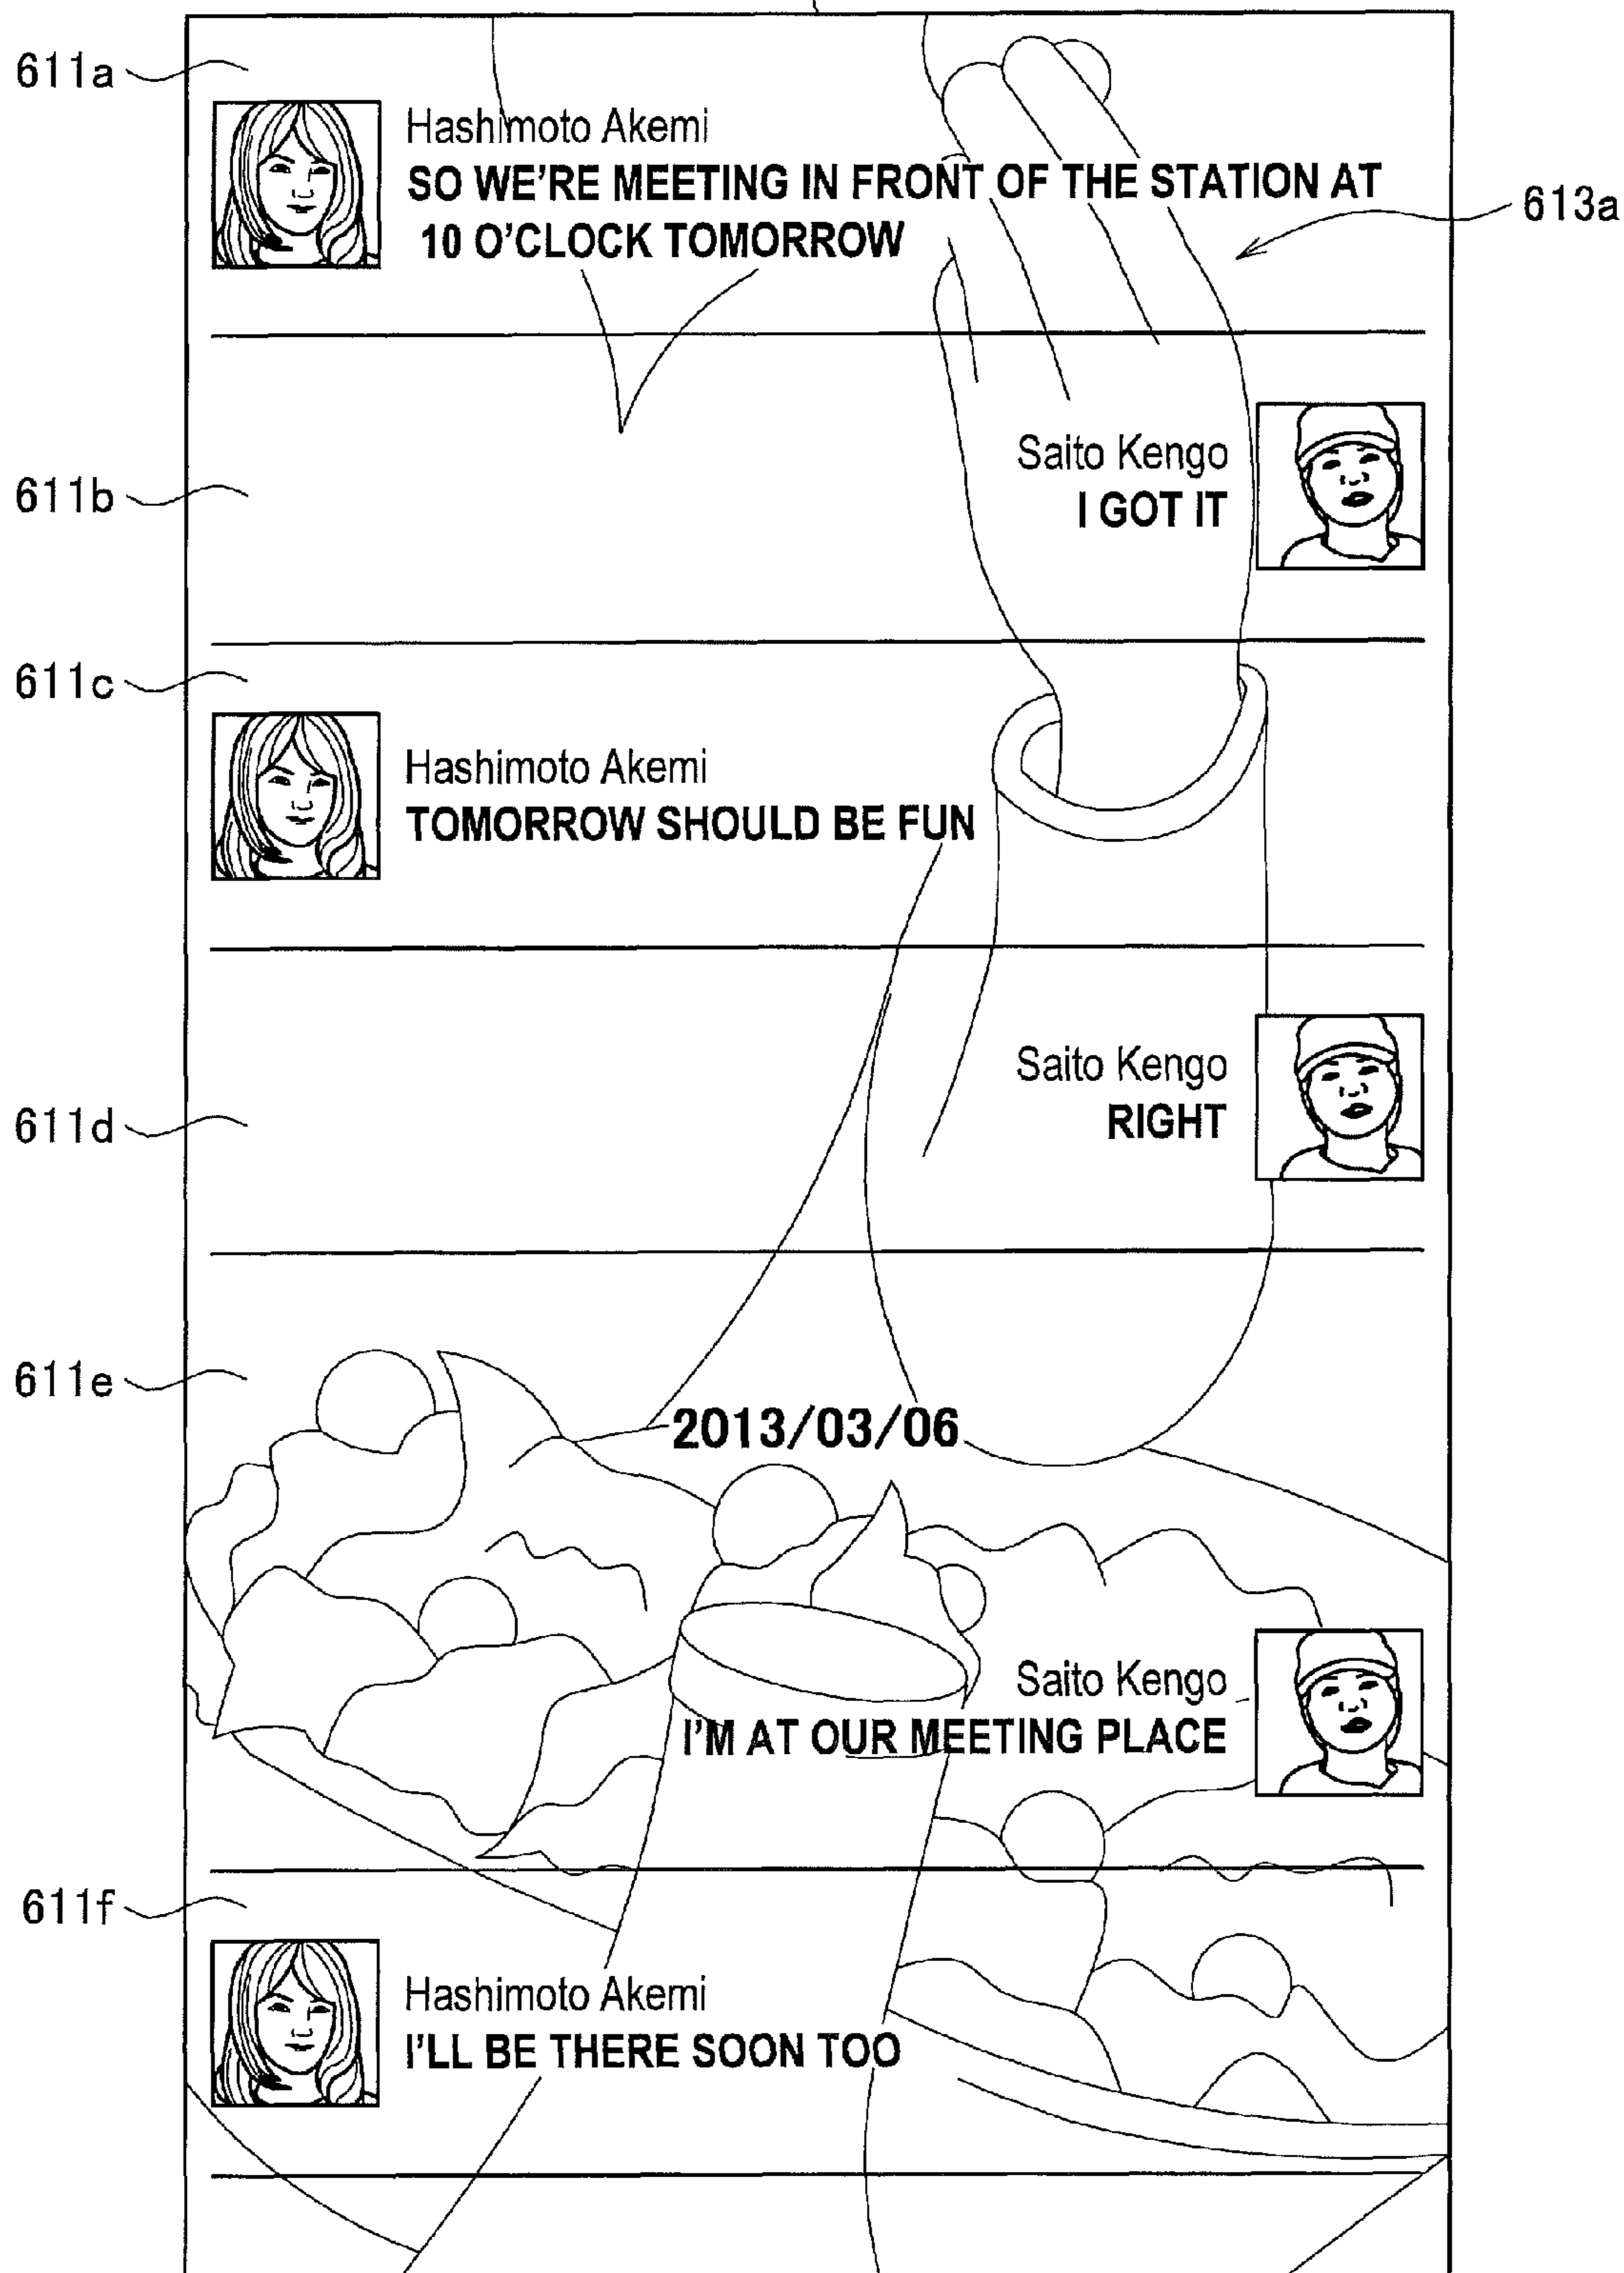 611a
Hashimoto Akemi
SO WE'RE MEETING IN FRONT OF THE STATION AT
10 O'CLOCK TOMORROW
613a
611b
Saito Kengo
I GOT IT
611c
Hashimoto Akemi
TOMORROW SHOULD BE FUN
Saito Kengo
611d
RIGHT
611e
2013/03/06
Saito Kengo
I'M AT OUR MEETING PLACE
611f
Hashimoto Akemi
I'LL BE THERE SOON TOO